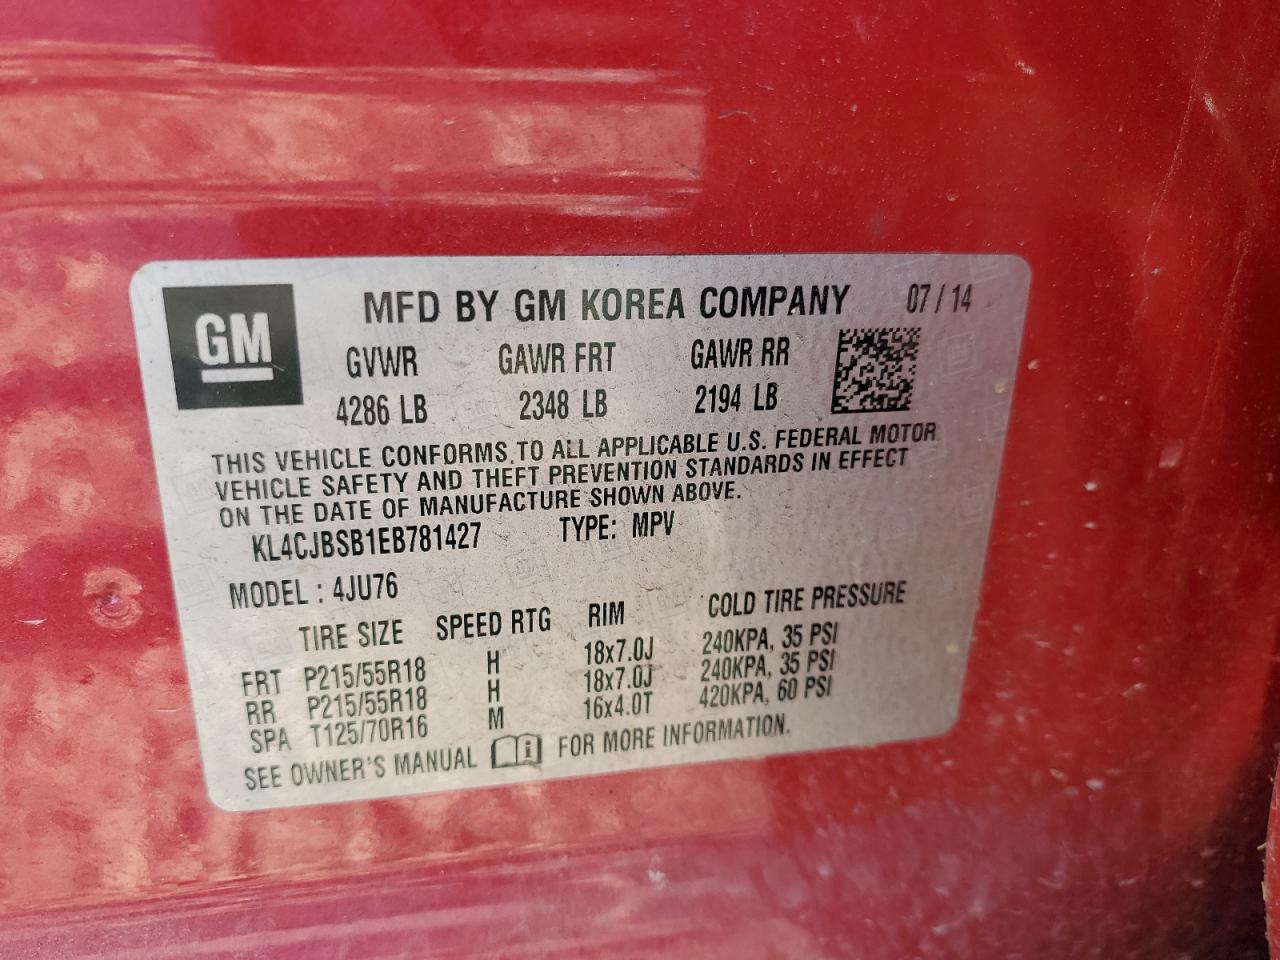 GM
MFD BY GM KOREA COMPANY 07/14
GVWR GAWR FRT GAWR RR
4286 LB 2348 LB 2194 LB
THIS VEHICLE CONFORMS TO ALL APPLICABLE U.S. FEDERAL MOTOR
VEHICLE SAFETY AND THEFT PREVENTION STANDARDS IN EFFECT
ON THE DATE OF MANUFACTURE SHOWN ABOVE.
KL4CJBSB1EB781427 TYPE: MPV
MODEL : 4JU76
TIRE SIZE SPEED RTG RIM COLD TIRE PRESSURE
FRT P215/55R18 H 18x7.0J 240KPA, 35 PSI
RR P215/55R18 H 18x7.0J 240KPA, 35 PSI
SPA T125/70R16 M 16x4.0T 420KPA, 60 PSI
SEE OWNER'S MANUAL i FOR MORE INFORMATION.